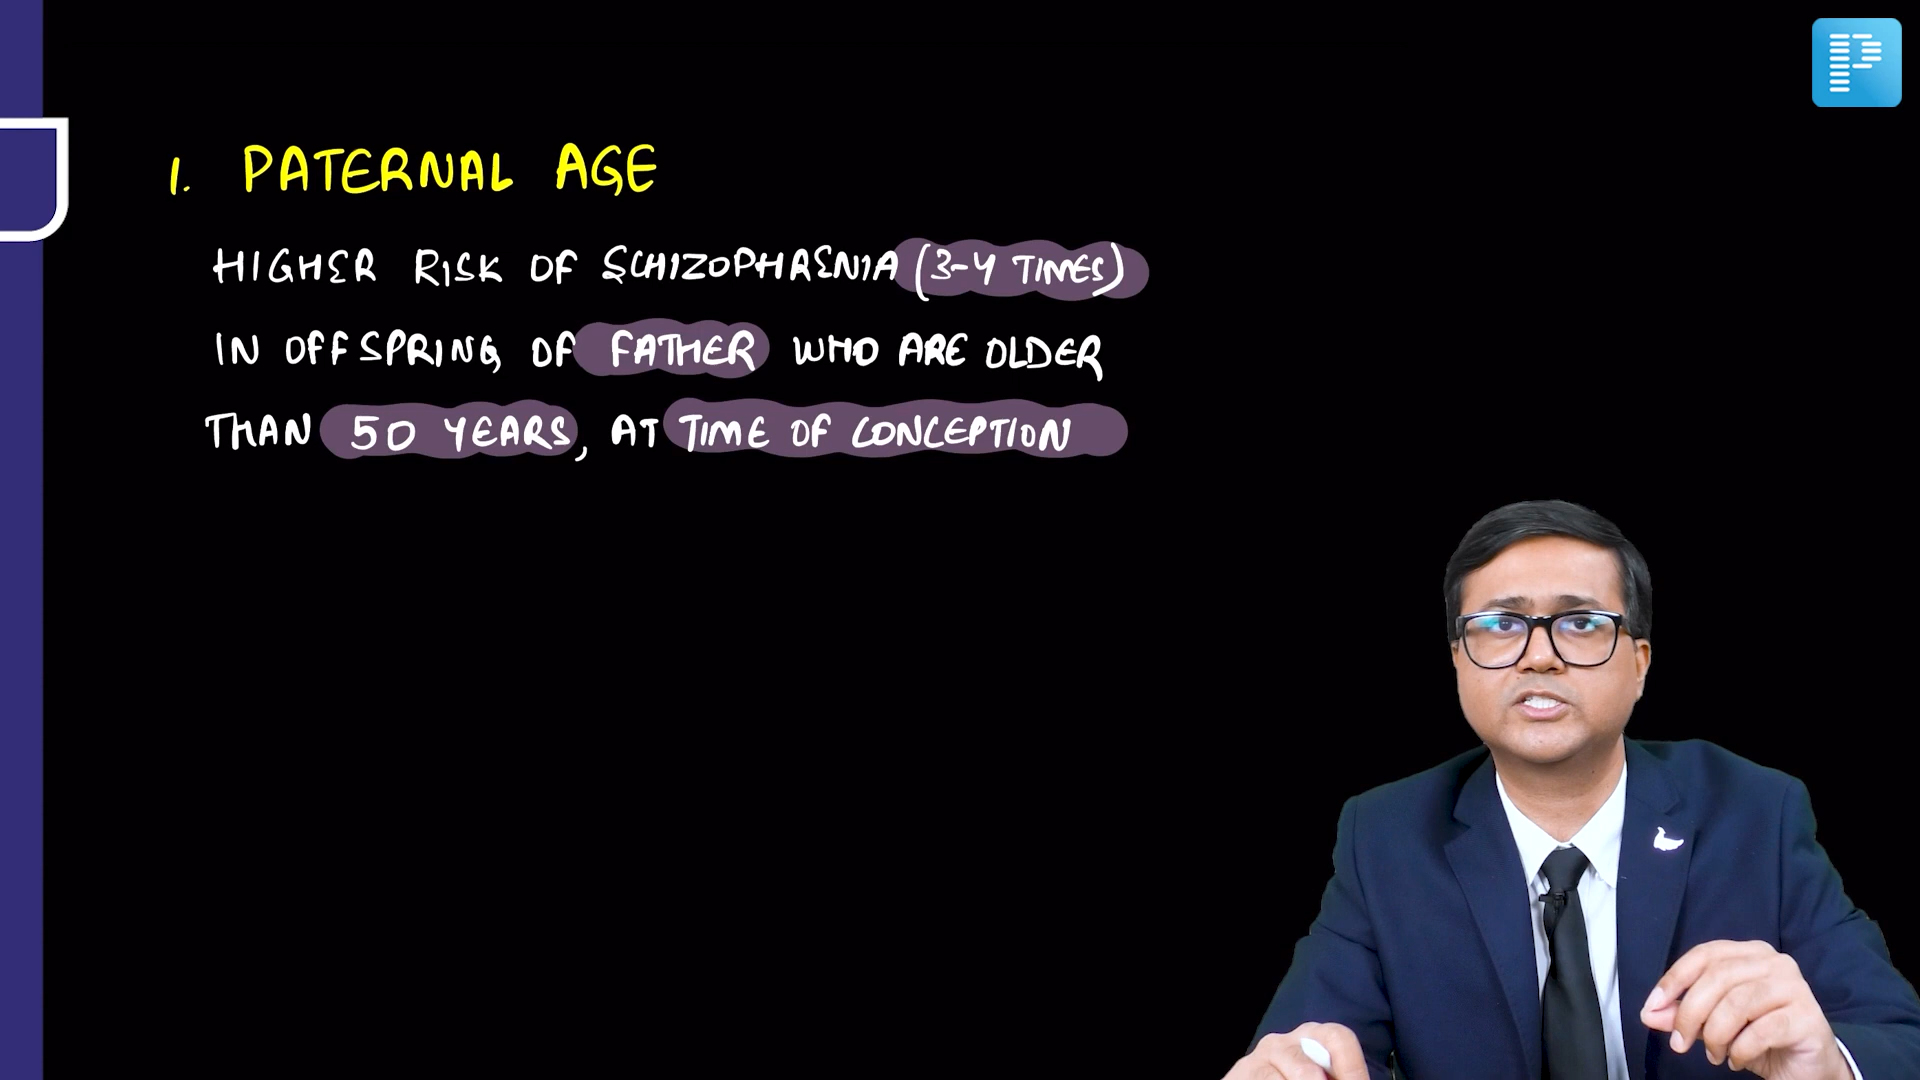 1. PATERNAL AGE
HIGHER RISK OF SCHIZOPHRENIA (3-4 TIMES)
IN OFFSPRING OF FATHER WHO ARE OLDER
THAN 50 YEARS, AT TIME OF CONCEPTION
P